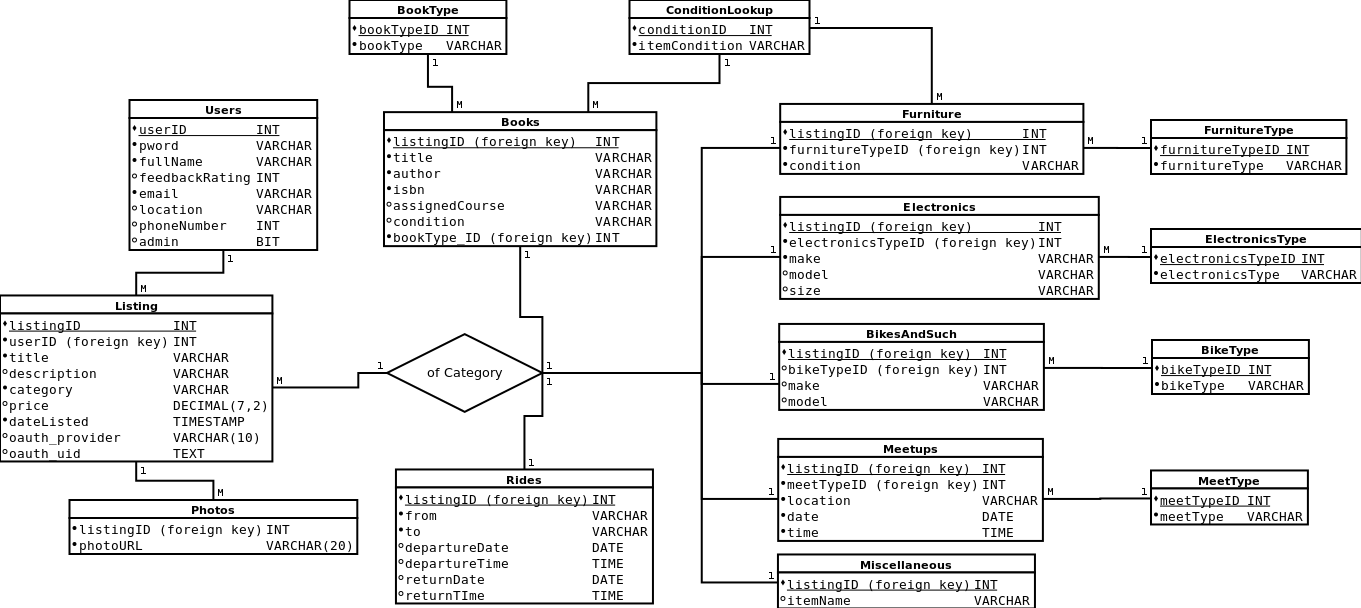 BookType
bookTypeID INT
bookType VARCHAR
1
M
ConditionLookup
conditionID INT
itemCondition VARCHAR
1
1
M
M
Users
userID INT
pword VARCHAR
fullName VARCHAR
feedbackRating INT
email VARCHAR
location VARCHAR
phoneNumber INT
admin BIT
1
M
Books
listingID (foreign key) INT
title VARCHAR
author VARCHAR
isbn VARCHAR
assignedCourse VARCHAR
condition VARCHAR
bookType_ID (foreign key) INT
1
Furniture
listingID (foreign key) INT
furnitureTypeID (foreign key) INT
condition VARCHAR
1
M
1
FurnitureType
furnitureTypeID INT
furnitureType VARCHAR
Electronics
listingID (foreign key) INT
electronicsTypeID (foreign key) INT
make VARCHAR
model VARCHAR
size VARCHAR
1
M
1
ElectronicsType
electronicsTypeID INT
electronicsType VARCHAR
Listing
listingID INT
userID (foreign key) INT
title VARCHAR
description VARCHAR
category VARCHAR
price DECIMAL(7,2)
dateListed TIMESTAMP
oauth_provider VARCHAR(10)
oauth_uid TEXT
M
1
1
M
of Category
1
1
BikesAndSuch
listingID (foreign key) INT
bikeTypeID (foreign key) INT
make VARCHAR
model VARCHAR
1
M
1
BikeType
bikeTypeID INT
bikeType VARCHAR
Photos
listingID (foreign key) INT
photoURL VARCHAR(20)
1
Rides
listingID (foreign key) INT
from VARCHAR
to VARCHAR
departureDate DATE
departureTime TIME
returnDate DATE
returnTIme TIME
Meetups
listingID (foreign key) INT
meetTypeID (foreign key) INT
location VARCHAR
date DATE
time TIME
1
M
1
MeetType
meetTypeID INT
meetType VARCHAR
1
Miscellaneous
listingID (foreign key) INT
itemName VARCHAR